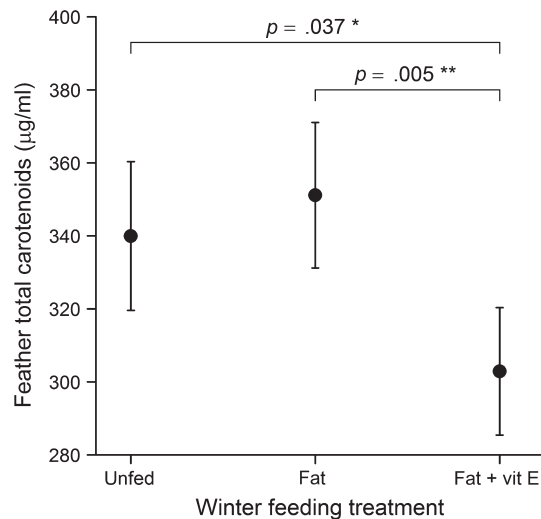 400
380
360
340
320
300
280
Feather total carotenoids (μg/ml)
p = .037 *
p = .005 **
Unfed
Fat
Fat + vit E
Winter feeding treatment